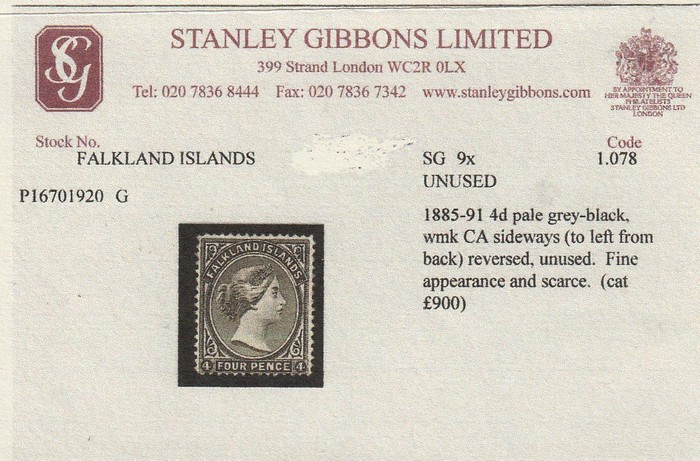 SG
STANLEY GIBBONS LIMITED
399 Strand London WC2R 0LX
Tel: 020 7836 8444 Fax: 020 7836 7342 www.stanleygibbons.com
BY APPOINTMENT TO
HER MAJESTY THE QUEEN
PHILATELISTS
STANLEY GIBBONS LTD
LONDON
Stock No.
Code
FALKLAND ISLANDS
SG 9x
1.078
UNUSED
P16701920 G
1885-91 4d pale grey-black,
wmk CA sideways (to left from
back) reversed, unused. Fine
appearance and scarce. (cat
£900)
FALKLAND ISLANDS
4 FOUR PENCE 4